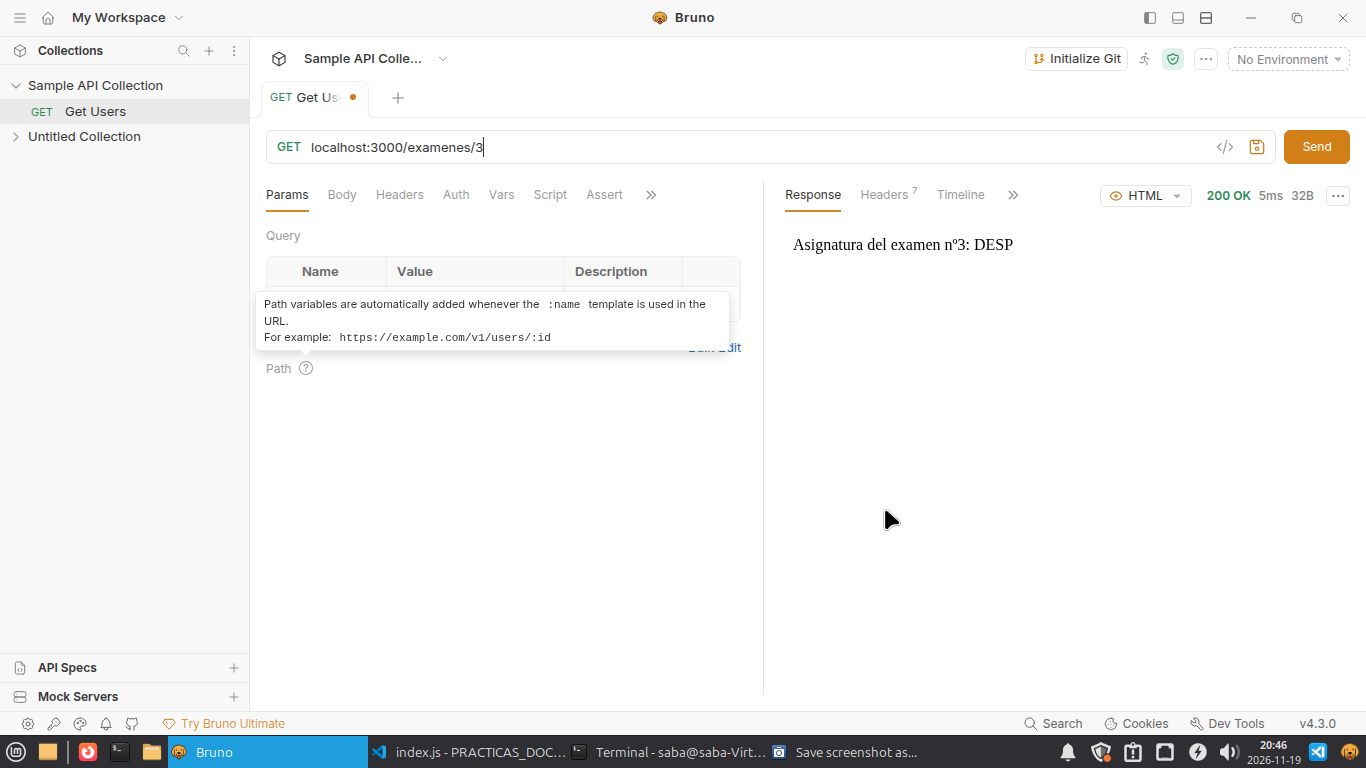 My Workspace
Bruno
Collections
Sample API Collection
GET Get Users
Untitled Collection
API Specs
Mock Servers
Sample API Colle...
Initialize Git
No Environment
GET Get Us
GET localhost:3000/examenes/3
Send
Params Body Headers Auth Vars Script Assert
Query
Name Value Description
Path variables are automatically added whenever the :name template is used in the
URL.
For example: https://example.com/v1/users/:id
Edit
Path ?
Response Headers 7 Timeline
HTML
200 OK 5ms 32B
Asignatura del examen nº3: DESP
Try Bruno Ultimate
Search Cookies Dev Tools v4.3.0
Bruno
index.js - PRACTICAS_DOC...
Terminal - saba@saba-Virt...
Save screenshot as...
20:46
2026-11-19